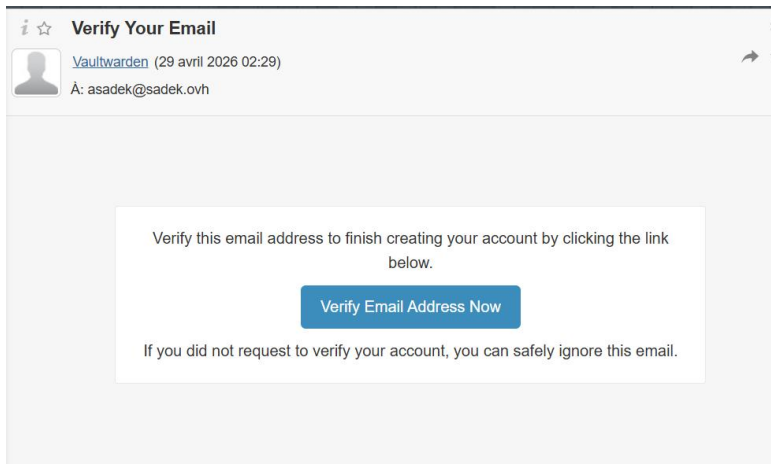 Verify Your Email
Vaultwarden (29 avril 2026 02:29)
À: asadek@sadek.ovh
Verify this email address to finish creating your account by clicking the link
below.
Verify Email Address Now
If you did not request to verify your account, you can safely ignore this email.